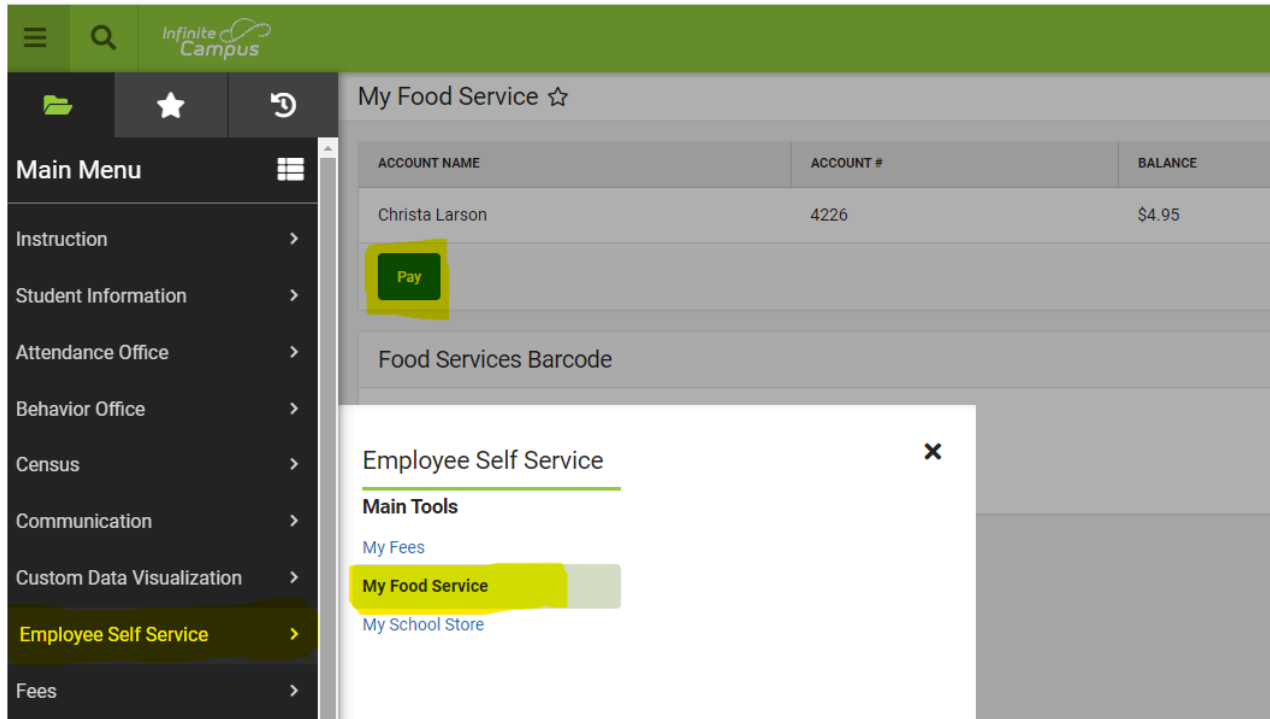 Infinite
Campus
My Food Service
Main Menu
Instruction
Student Information
Attendance Office
Behavior Office
Census
Communication
Custom Data Visualization
Employee Self Service
Fees
ACCOUNT NAME ACCOUNT # BALANCE
Christa Larson 4226 $4.95
Pay
Food Services Barcode
Employee Self Service
Main Tools
My Fees
My Food Service
My School Store